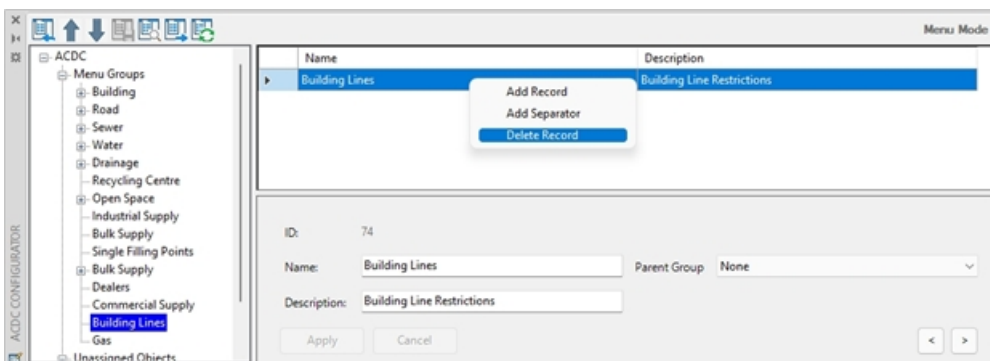 Menu Mode
ACDC
Menu Groups
Building
Road
Sewer
Water
Drainage
Recycling Centre
Open Space
Industrial Supply
Bulk Supply
Single Filling Points
Bulk Supply
Dealers
Commercial Supply
Building Lines
Gas
Unassigned Objects
ACDC CONFIGURATOR
Name Description
Building Lines Building Line Restrictions
Add Record
Add Separator
Delete Record
ID: 74
Name: Building Lines Parent Group None
Description: Building Line Restrictions
Apply Cancel < >